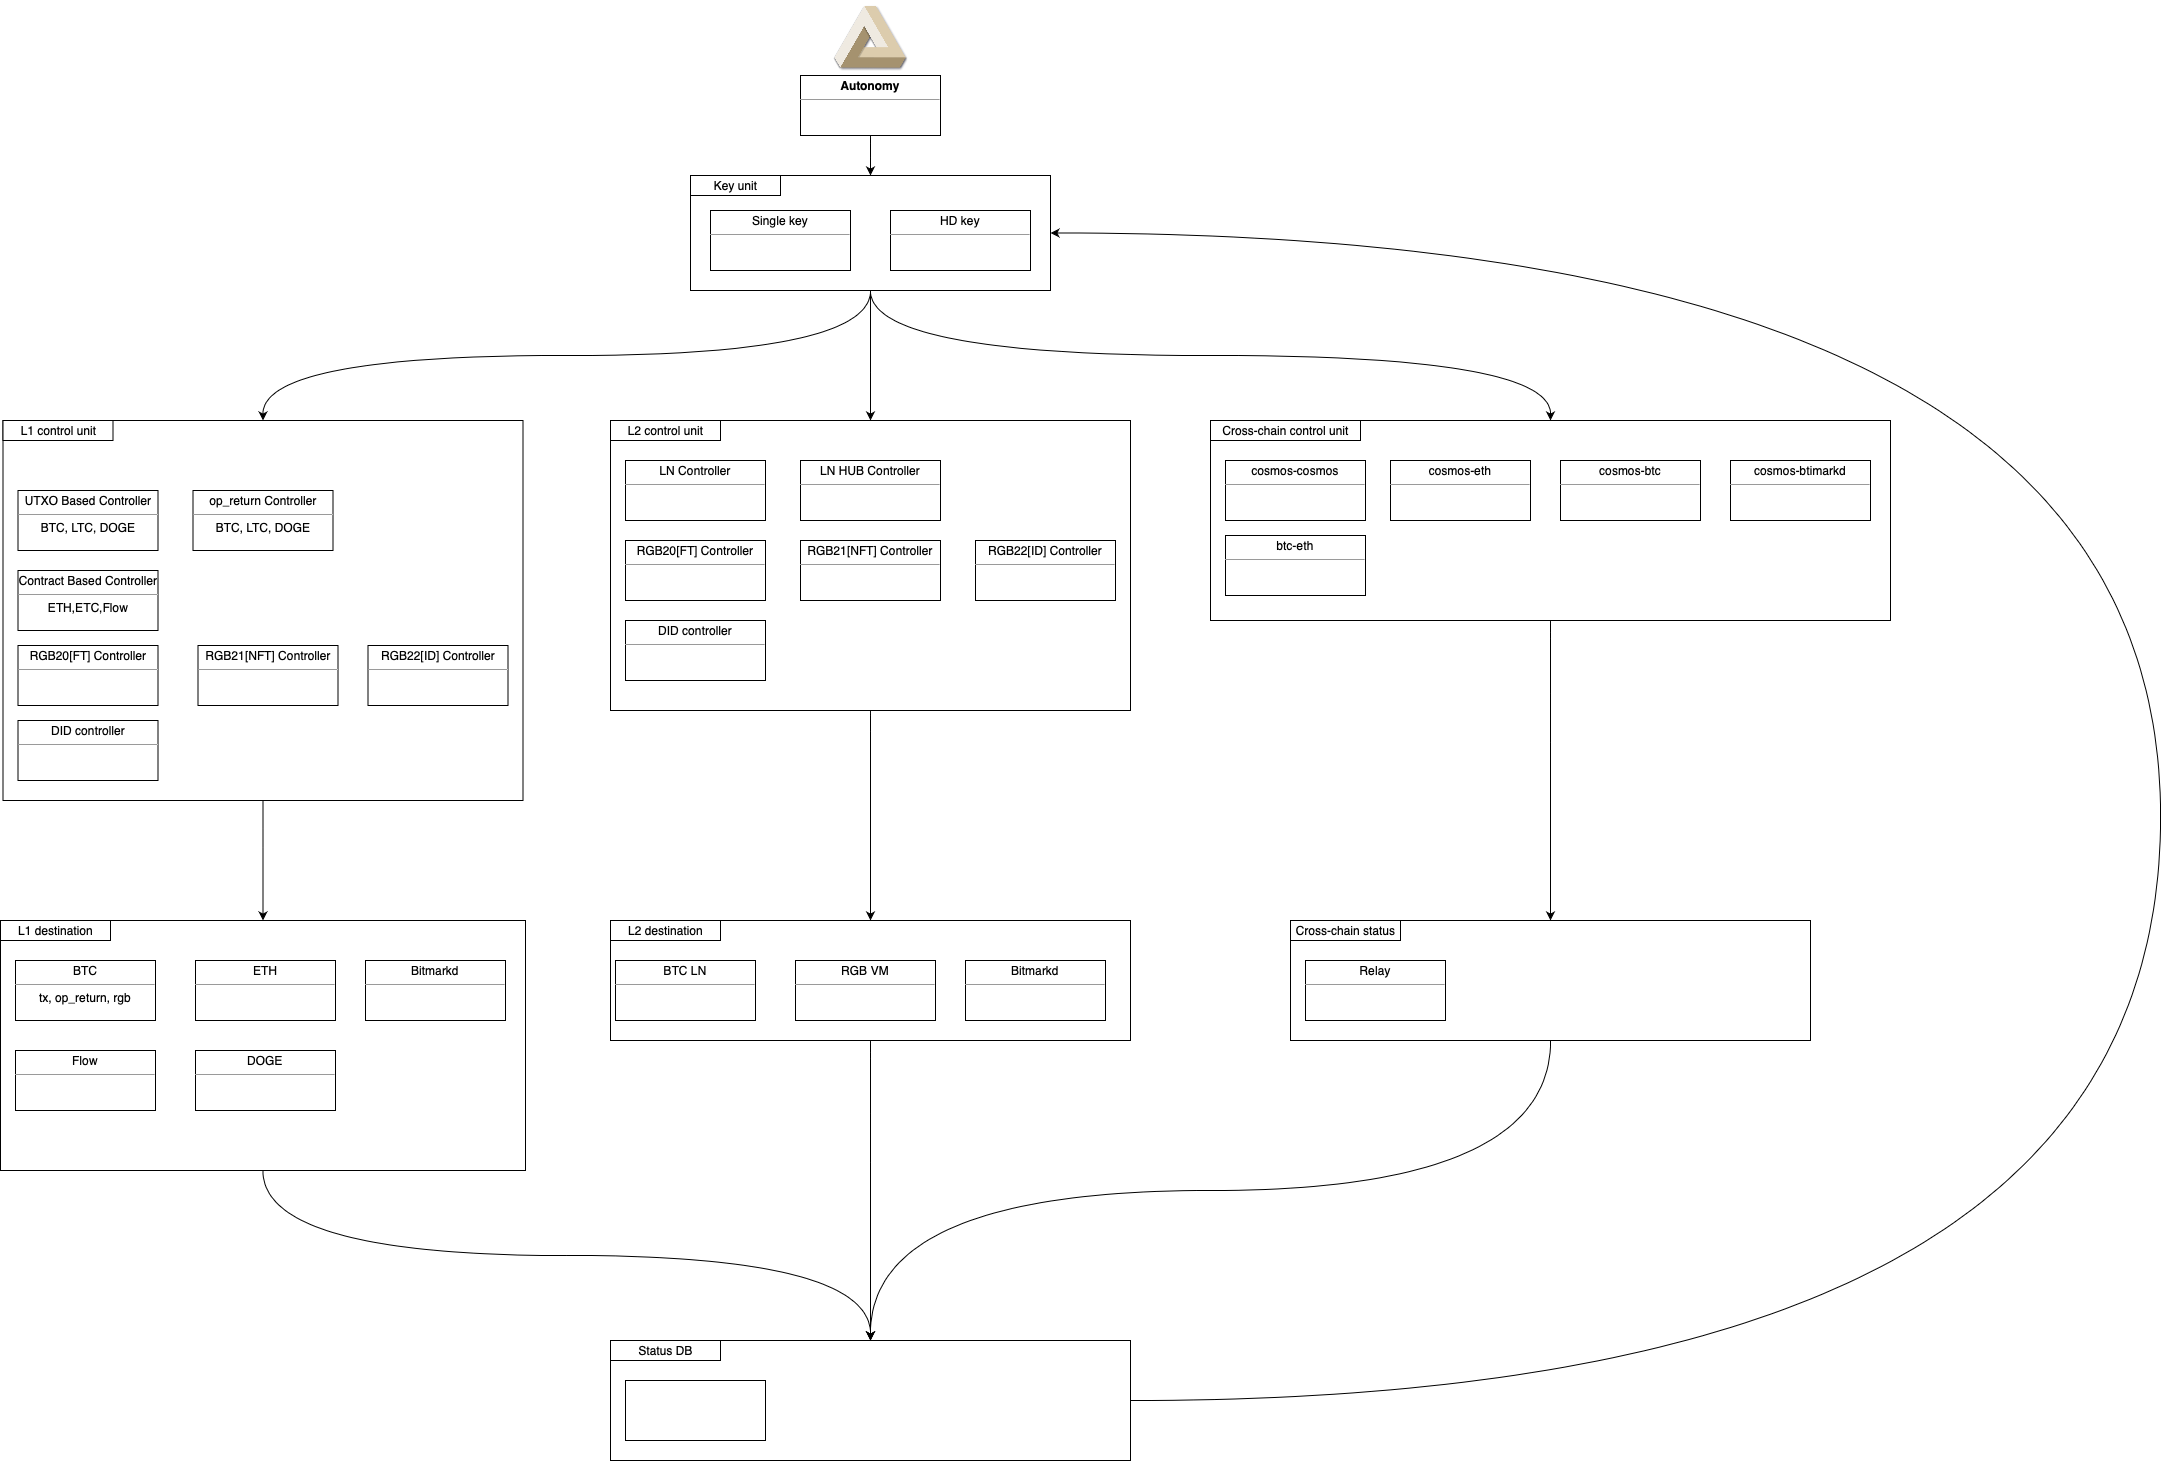 Autonomy
Key unit
Single key
HD key
L1 control unit
UTXO Based Controller
BTC, LTC, DOGE
op_return Controller
BTC, LTC, DOGE
Contract Based Controller
ETH,ETC,Flow
RGB20[FT] Controller
RGB21[NFT] Controller
RGB22[ID] Controller
DID controller
L2 control unit
LN Controller
LN HUB Controller
RGB20[FT] Controller
RGB21[NFT] Controller
RGB22[ID] Controller
DID controller
Cross-chain control unit
cosmos-cosmos
cosmos-eth
cosmos-btc
cosmos-btimarkd
btc-eth
L1 destination
BTC
tx, op_return, rgb
ETH
Bitmarkd
Flow
DOGE
L2 destination
BTC LN
RGB VM
Bitmarkd
Cross-chain status
Relay
Status DB